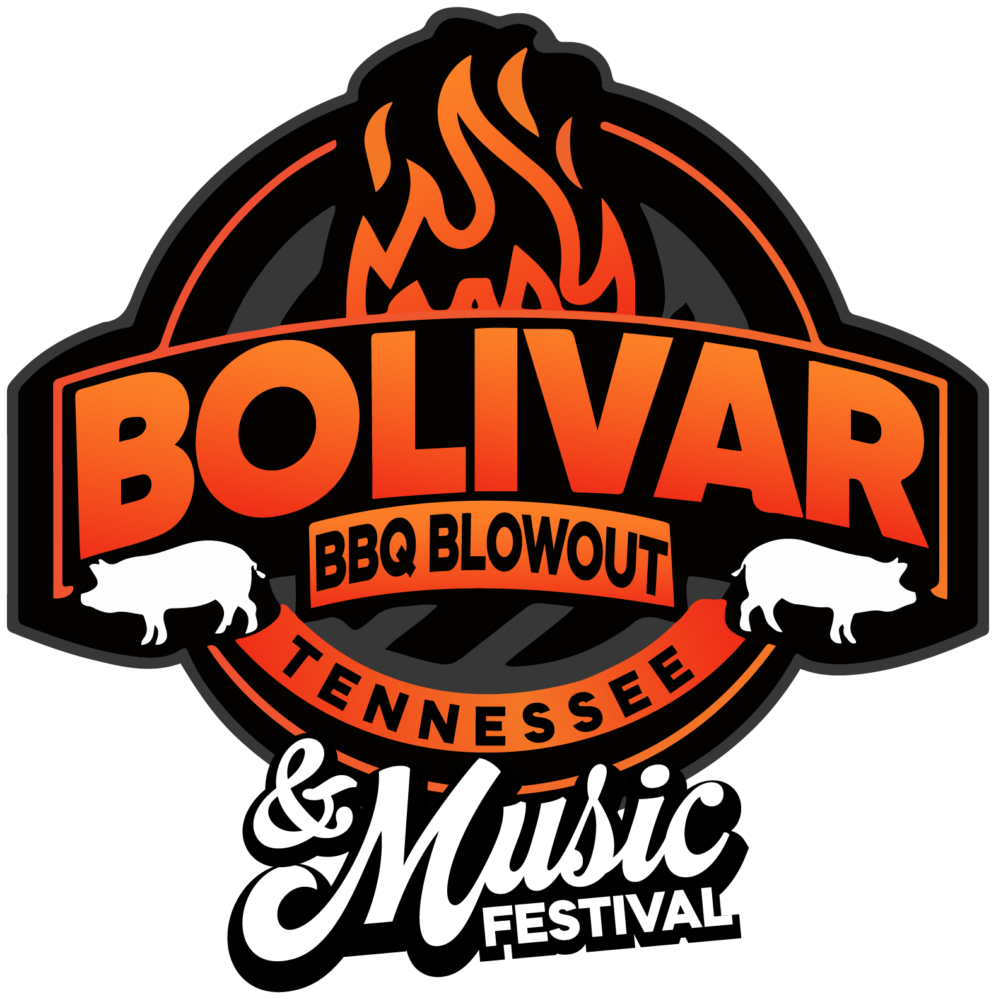 BOLIVAR
BBQ BLOWOUT
TENNESSEE
& Music
FESTIVAL